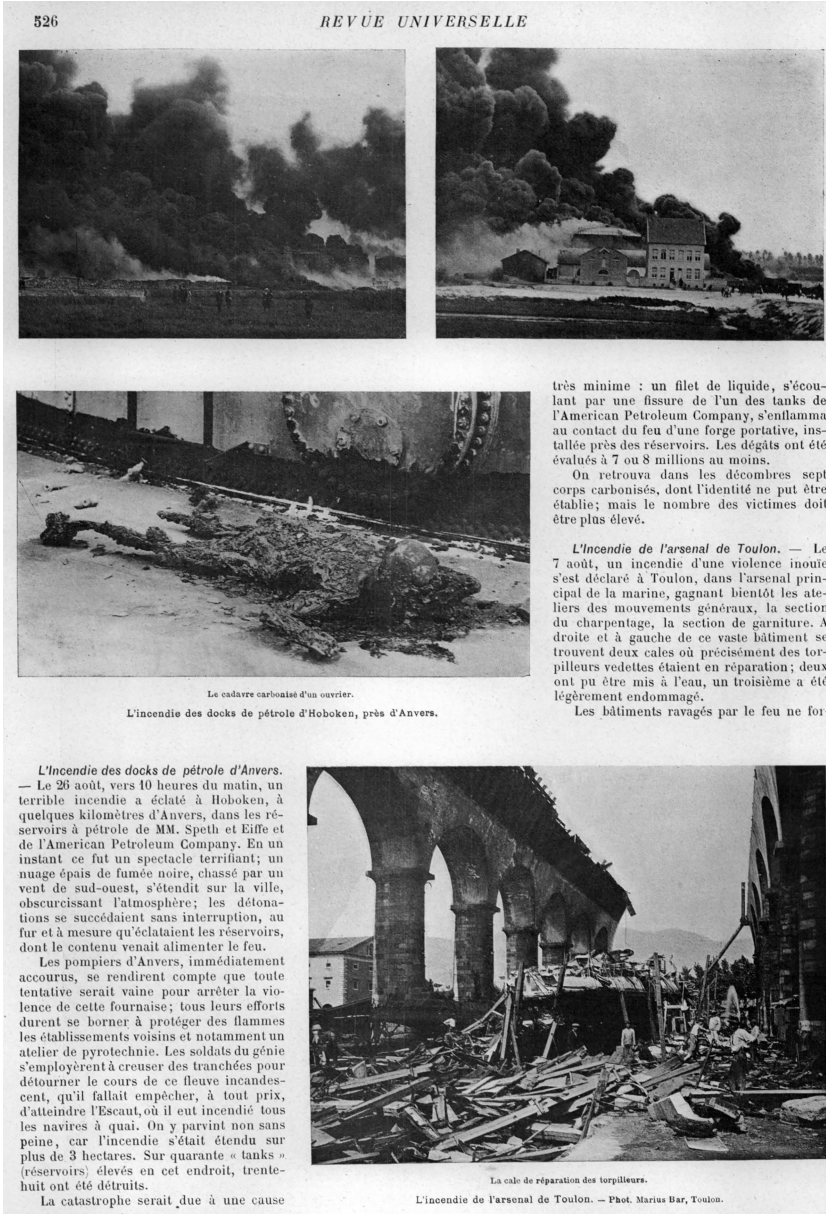 526
REVUE UNIVERSELLE
Le cadavre carbonisé d'un ouvrier.
L'incendie des docks de pétrole d'Hoboken, près d'Anvers.
L'Incendie des docks de pétrole d'Anvers.
— Le 26 août, vers 10 heures du matin, un
terrible incendie a éclaté à Hoboken, à
quelques kilomètres d'Anvers, dans les ré-
servoirs à pétrole de MM. Speth et Eiffe et
de l'American Petroleum Company. En un
instant ce fut un spectacle terrifiant; un
nuage épais de fumée noire, chassé par un
vent de sud-ouest, s'étendit sur la ville,
obscurcissant l'atmosphère; les détona-
tions se succédaient sans interruption, au
fur et à mesure qu'éclataient les réservoirs,
dont le contenu venait alimenter le feu.
Les pompiers d'Anvers, immédiatement
accourus, se rendirent compte que toute
tentative serait vaine pour arrêter la vio-
lence de cette fournaise; tous leurs efforts
durent se borner à protéger des flammes
les établissements voisins et notamment un
atelier de pyrotechnie. Les soldats du génie
s'employèrent à creuser des tranchées pour
détourner le cours de ce fleuve incandes-
cent, qu'il fallait empêcher, à tout prix,
d'atteindre l'Escaut, où il eut incendié tous
les navires à quai. On y parvint non sans
peine, car l'incendie s'était étendu sur
plus de 3 hectares. Sur quarante « tanks »
(réservoirs) élevés en cet endroit, trente-
huit ont été détruits.
La catastrophe serait due à une cause
très minime : un filet de liquide, s'écou-
lant par une fissure de l'un des tanks de
l'American Petroleum Company, s'enflamma
au contact du feu d'une forge portative, ins-
tallée près des réservoirs. Les dégâts ont été
évalués à 7 ou 8 millions au moins.
On retrouva dans les décombres sept
corps carbonisés, dont l'identité ne put être
établie; mais le nombre des victimes doit
être plus élevé.
L'Incendie de l'arsenal de Toulon. — Le
7 août, un incendie d'une violence inouïe
s'est déclaré à Toulon, dans l'arsenal prin-
cipal de la marine, gagnant bientôt les ate-
liers des mouvements généraux, la section
du charpentage, la section de garniture. A
droite et à gauche de ce vaste bâtiment se
trouvent deux cales où précisément des tor-
pilleurs vedettes étaient en réparation; deux
ont pu être mis à l'eau, un troisième a été
légèrement endommagé.
Les bâtiments ravagés par le feu ne for
La cale de réparation des torpilleurs.
L'incendie de l'arsenal de Toulon. — Phot. Marius Bar, Toulon.